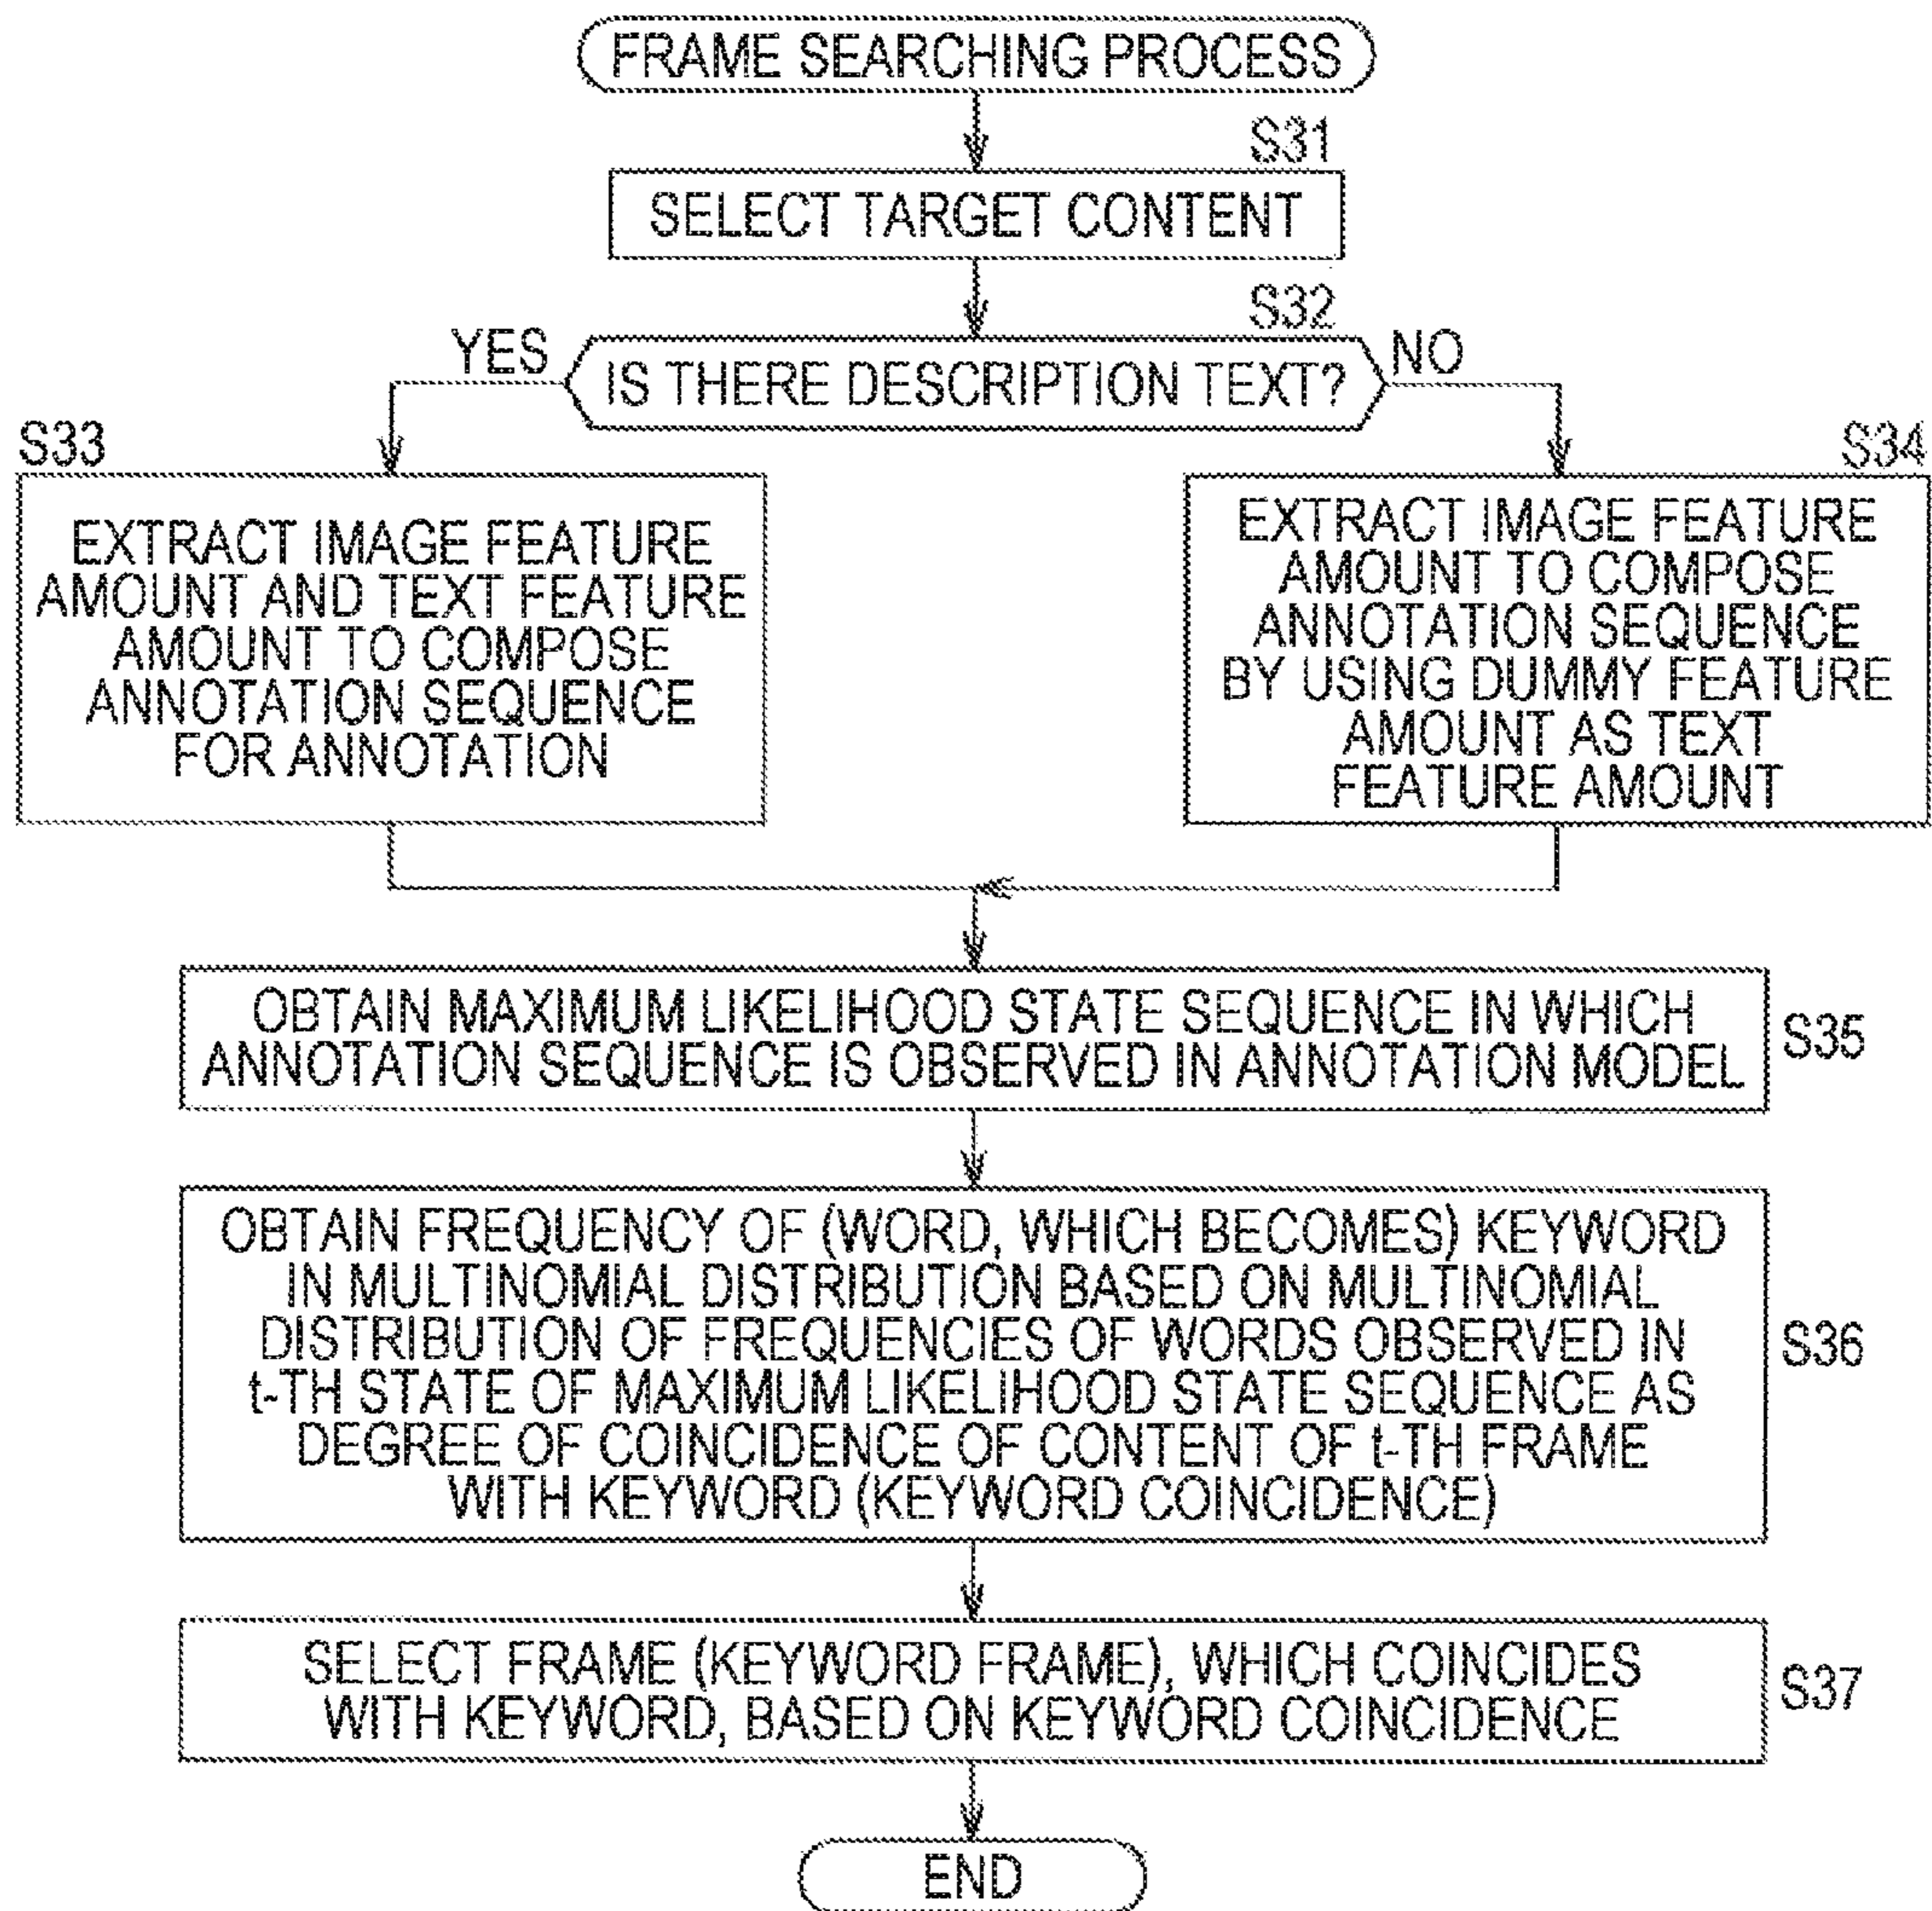 FRAME SEARCHING PROCESS
S31
SELECT TARGET CONTENT
S32
YES
IS THERE DESCRIPTION TEXT?
NO
S33
EXTRACT IMAGE FEATURE
AMOUNT AND TEXT FEATURE
AMOUNT TO COMPOSE
ANNOTATION SEQUENCE
FOR ANNOTATION
S34
EXTRACT IMAGE FEATURE
AMOUNT TO COMPOSE
ANNOTATION SEQUENCE
BY USING DUMMY FEATURE
AMOUNT AS TEXT
FEATURE AMOUNT
OBTAIN MAXIMUM LIKELIHOOD STATE SEQUENCE IN WHICH
ANNOTATION SEQUENCE IS OBSERVED IN ANNOTATION MODEL
S35
OBTAIN FREQUENCY OF (WORD, WHICH BECOMES) KEYWORD
IN MULTINOMIAL DISTRIBUTION BASED ON MULTINOMIAL
DISTRIBUTION OF FREQUENCIES OF WORDS OBSERVED IN
t-TH STATE OF MAXIMUM LIKELIHOOD STATE SEQUENCE AS
DEGREE OF COINCIDENCE OF CONTENT OF t-TH FRAME
WITH KEYWORD (KEYWORD COINCIDENCE)
S36
SELECT FRAME (KEYWORD FRAME), WHICH COINCIDES
WITH KEYWORD, BASED ON KEYWORD COINCIDENCE
S37
END